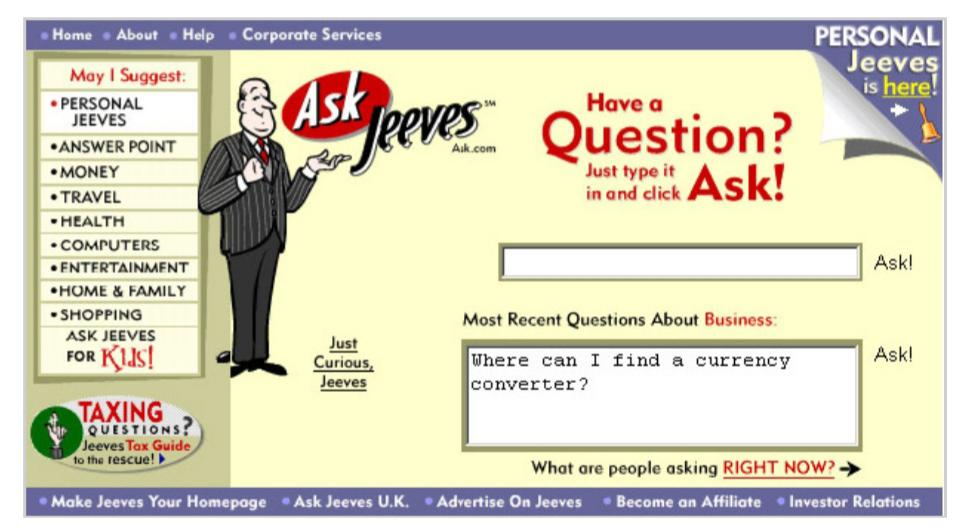 Home About Help Corporate Services
PERSONAL
Jeeves
is here!
May I Suggest:
PERSONAL
JEEVES
ANSWER POINT
MONEY
TRAVEL
HEALTH
COMPUTERS
ENTERTAINMENT
HOME & FAMILY
SHOPPING
ASK JEEVES
FOR Kids!
TAXING
QUESTIONS?
Jeeves Tax Guide
to the rescue!
Ask
Jeeves℠
Ask.com
Just
Curious,
Jeeves
Have a
Question?
Just type it
in and click Ask!
Ask!
Most Recent Questions About Business:
Where can I find a currency
converter?
Ask!
What are people asking RIGHT NOW?
Make Jeeves Your Homepage Ask Jeeves U.K. Advertise On Jeeves Become an Affiliate Investor Relations